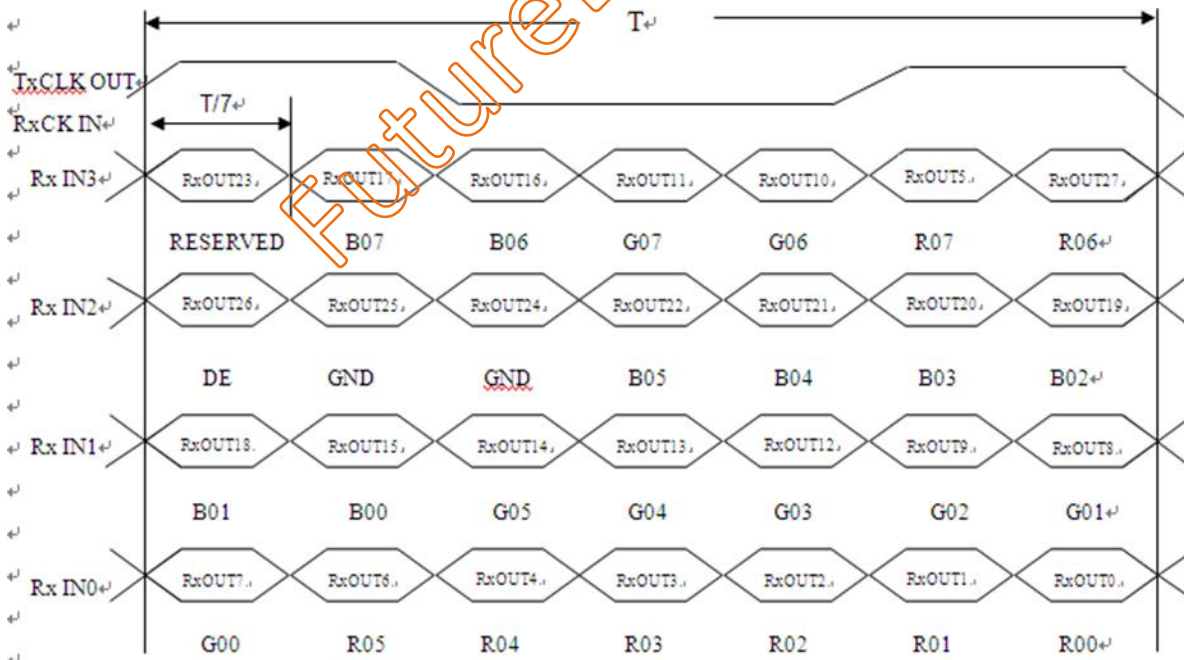 T
TxCLK OUT
T/7
RxCK IN
Rx IN3 RxOUT23 RxOUT17 RxOUT16 RxOUT11 RxOUT10 RxOUT5 RxOUT27
RESERVED B07 B06 G07 G06 R07 R06
Rx IN2 RxOUT26 RxOUT25 RxOUT24 RxOUT22 RxOUT21 RxOUT20 RxOUT19
DE GND GND B05 B04 B03 B02
Rx IN1 RxOUT18 RxOUT15 RxOUT14 RxOUT13 RxOUT12 RxOUT9 RxOUT8
B01 B00 G05 G04 G03 G02 G01
Rx IN0 RxOUT7 RxOUT6 RxOUT4 RxOUT3 RxOUT2 RxOUT1 RxOUT0
G00 R05 R04 R03 R02 R01 R00
Future